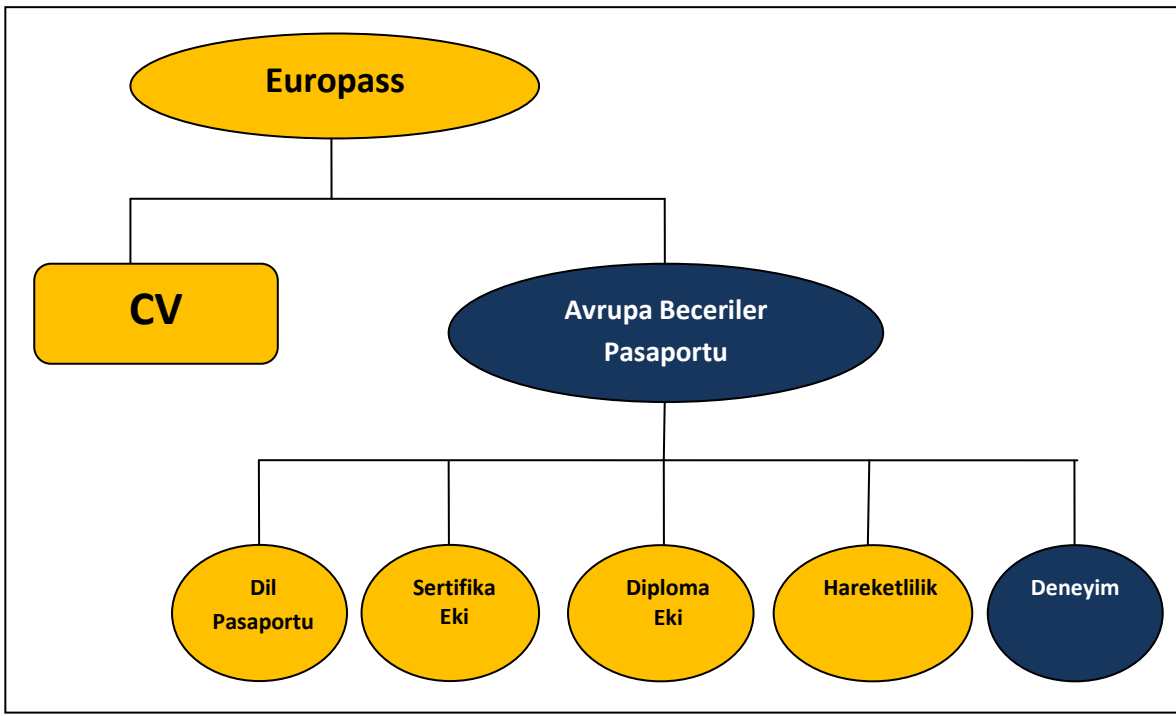 Europass
CV
Avrupa Beceriler
Pasaportu
Dil
Pasaportu
Sertifika
Eki
Diploma
Eki
Hareketlilik
Deneyim